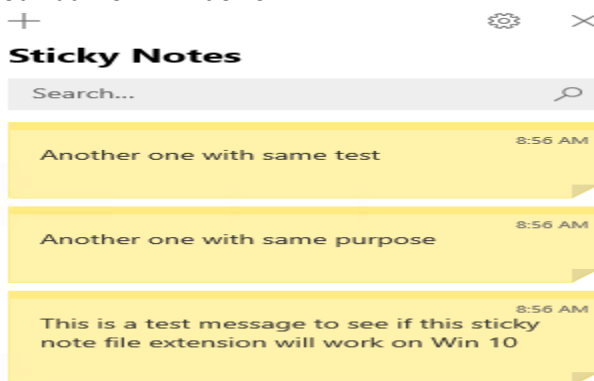 Sticky Notes
Search...
8:56 AM
Another one with same test
8:56 AM
Another one with same purpose
8:56 AM
This is a test message to see if this sticky
note file extension will work on Win 10